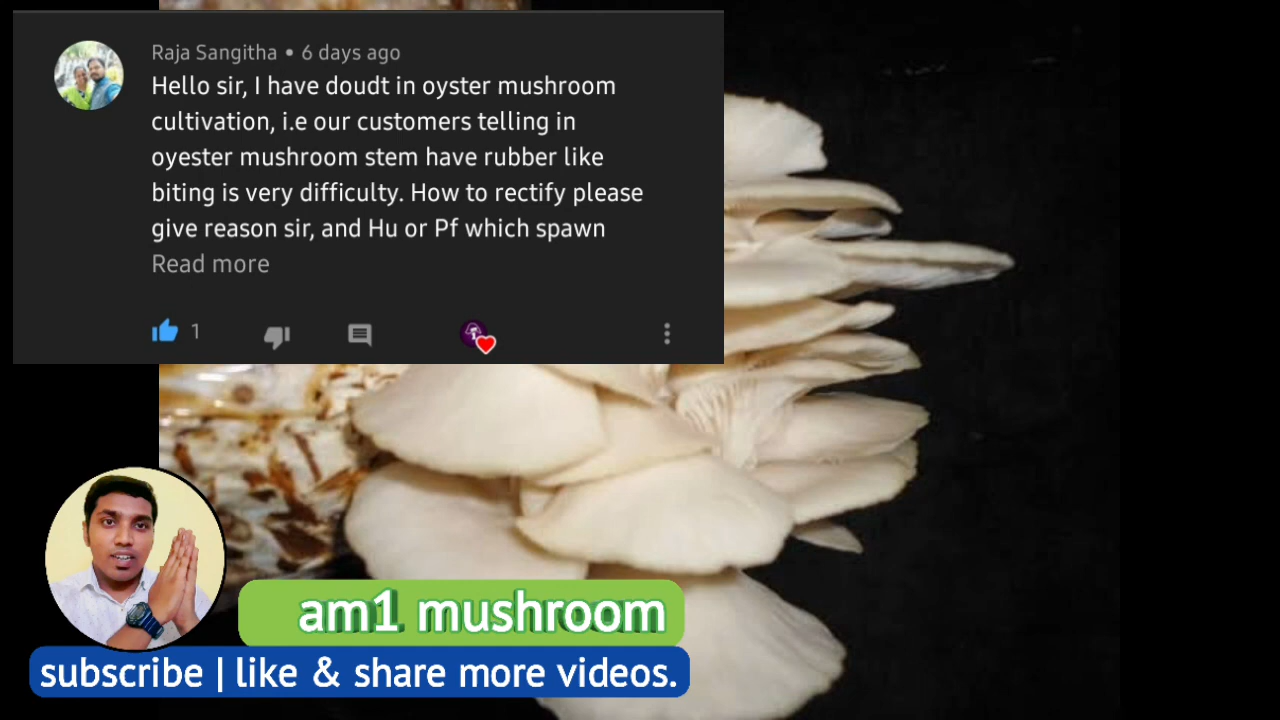 Raja Sangitha • 6 days ago
Hello sir, I have doudt in oyster mushroom
cultivation, i.e our customers telling in
oyester mushroom stem have rubber like
biting is very difficulty. How to rectify please
give reason sir, and Hu or Pf which spawn
Read more
1
am1 mushroom
subscribe | like & share more videos.